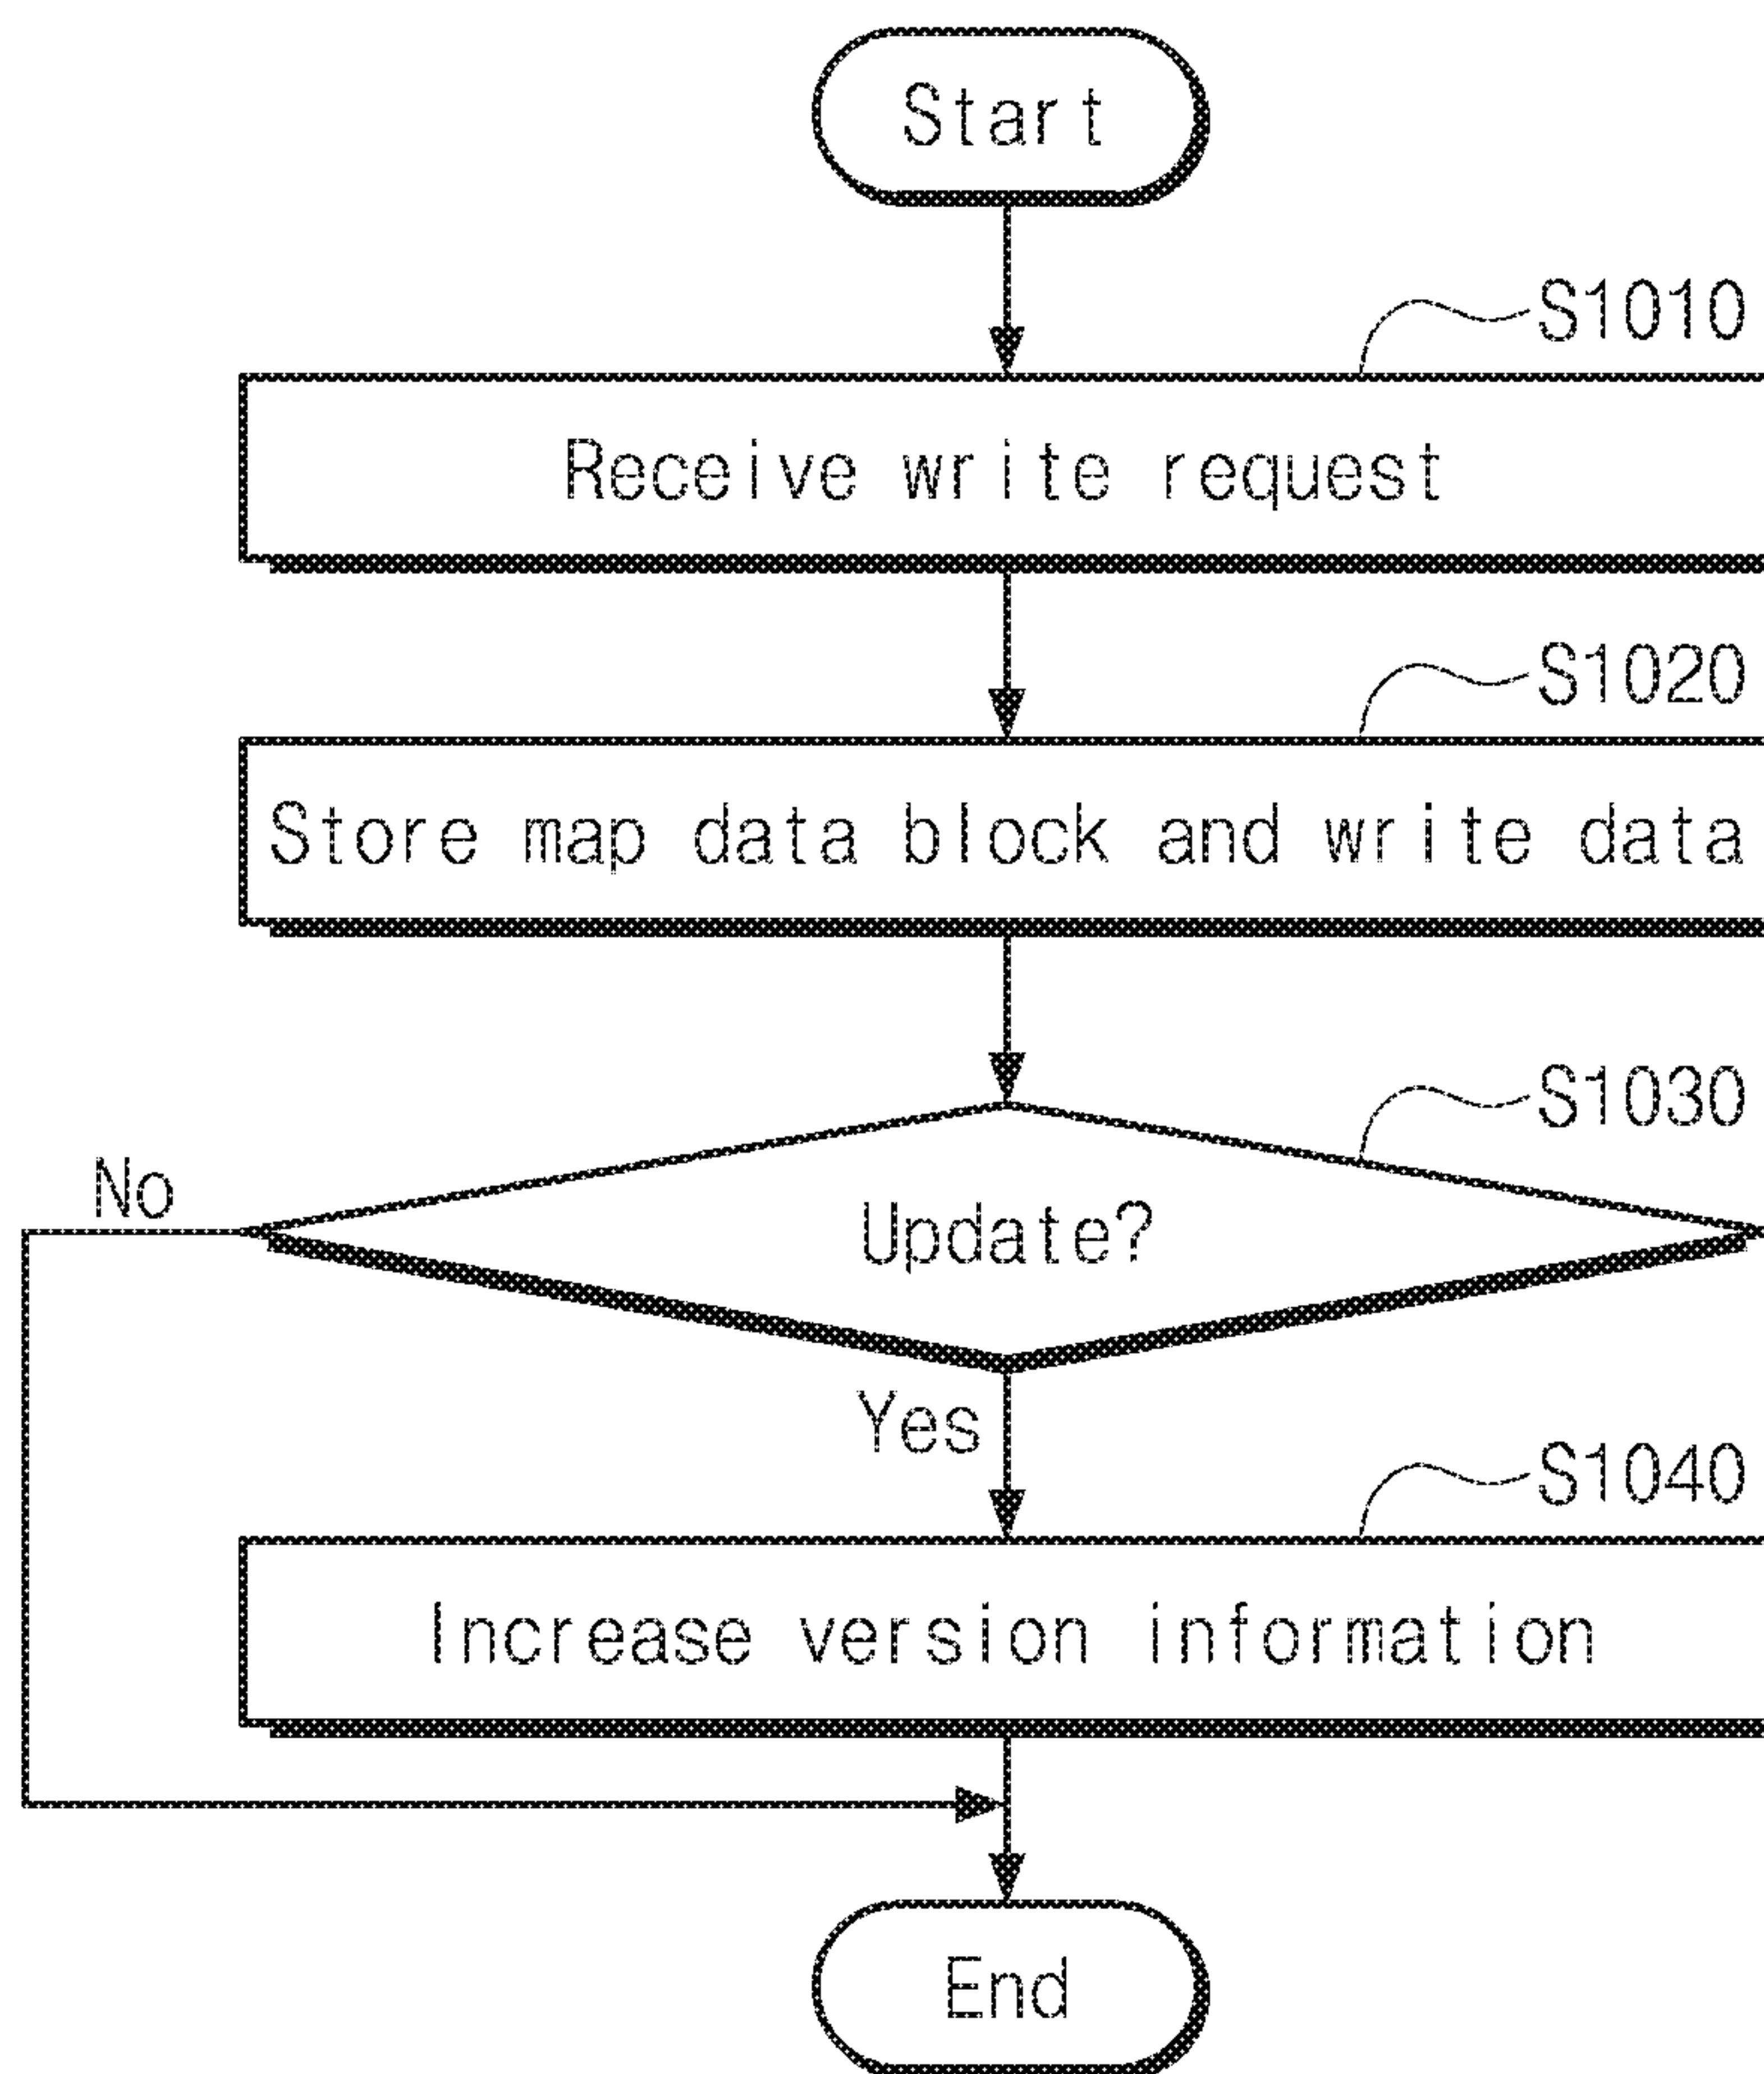 Start
S1010
Receive write request
S1020
Store map data block and write data
S1030
No
Update?
Yes
S1040
Increase version information
End